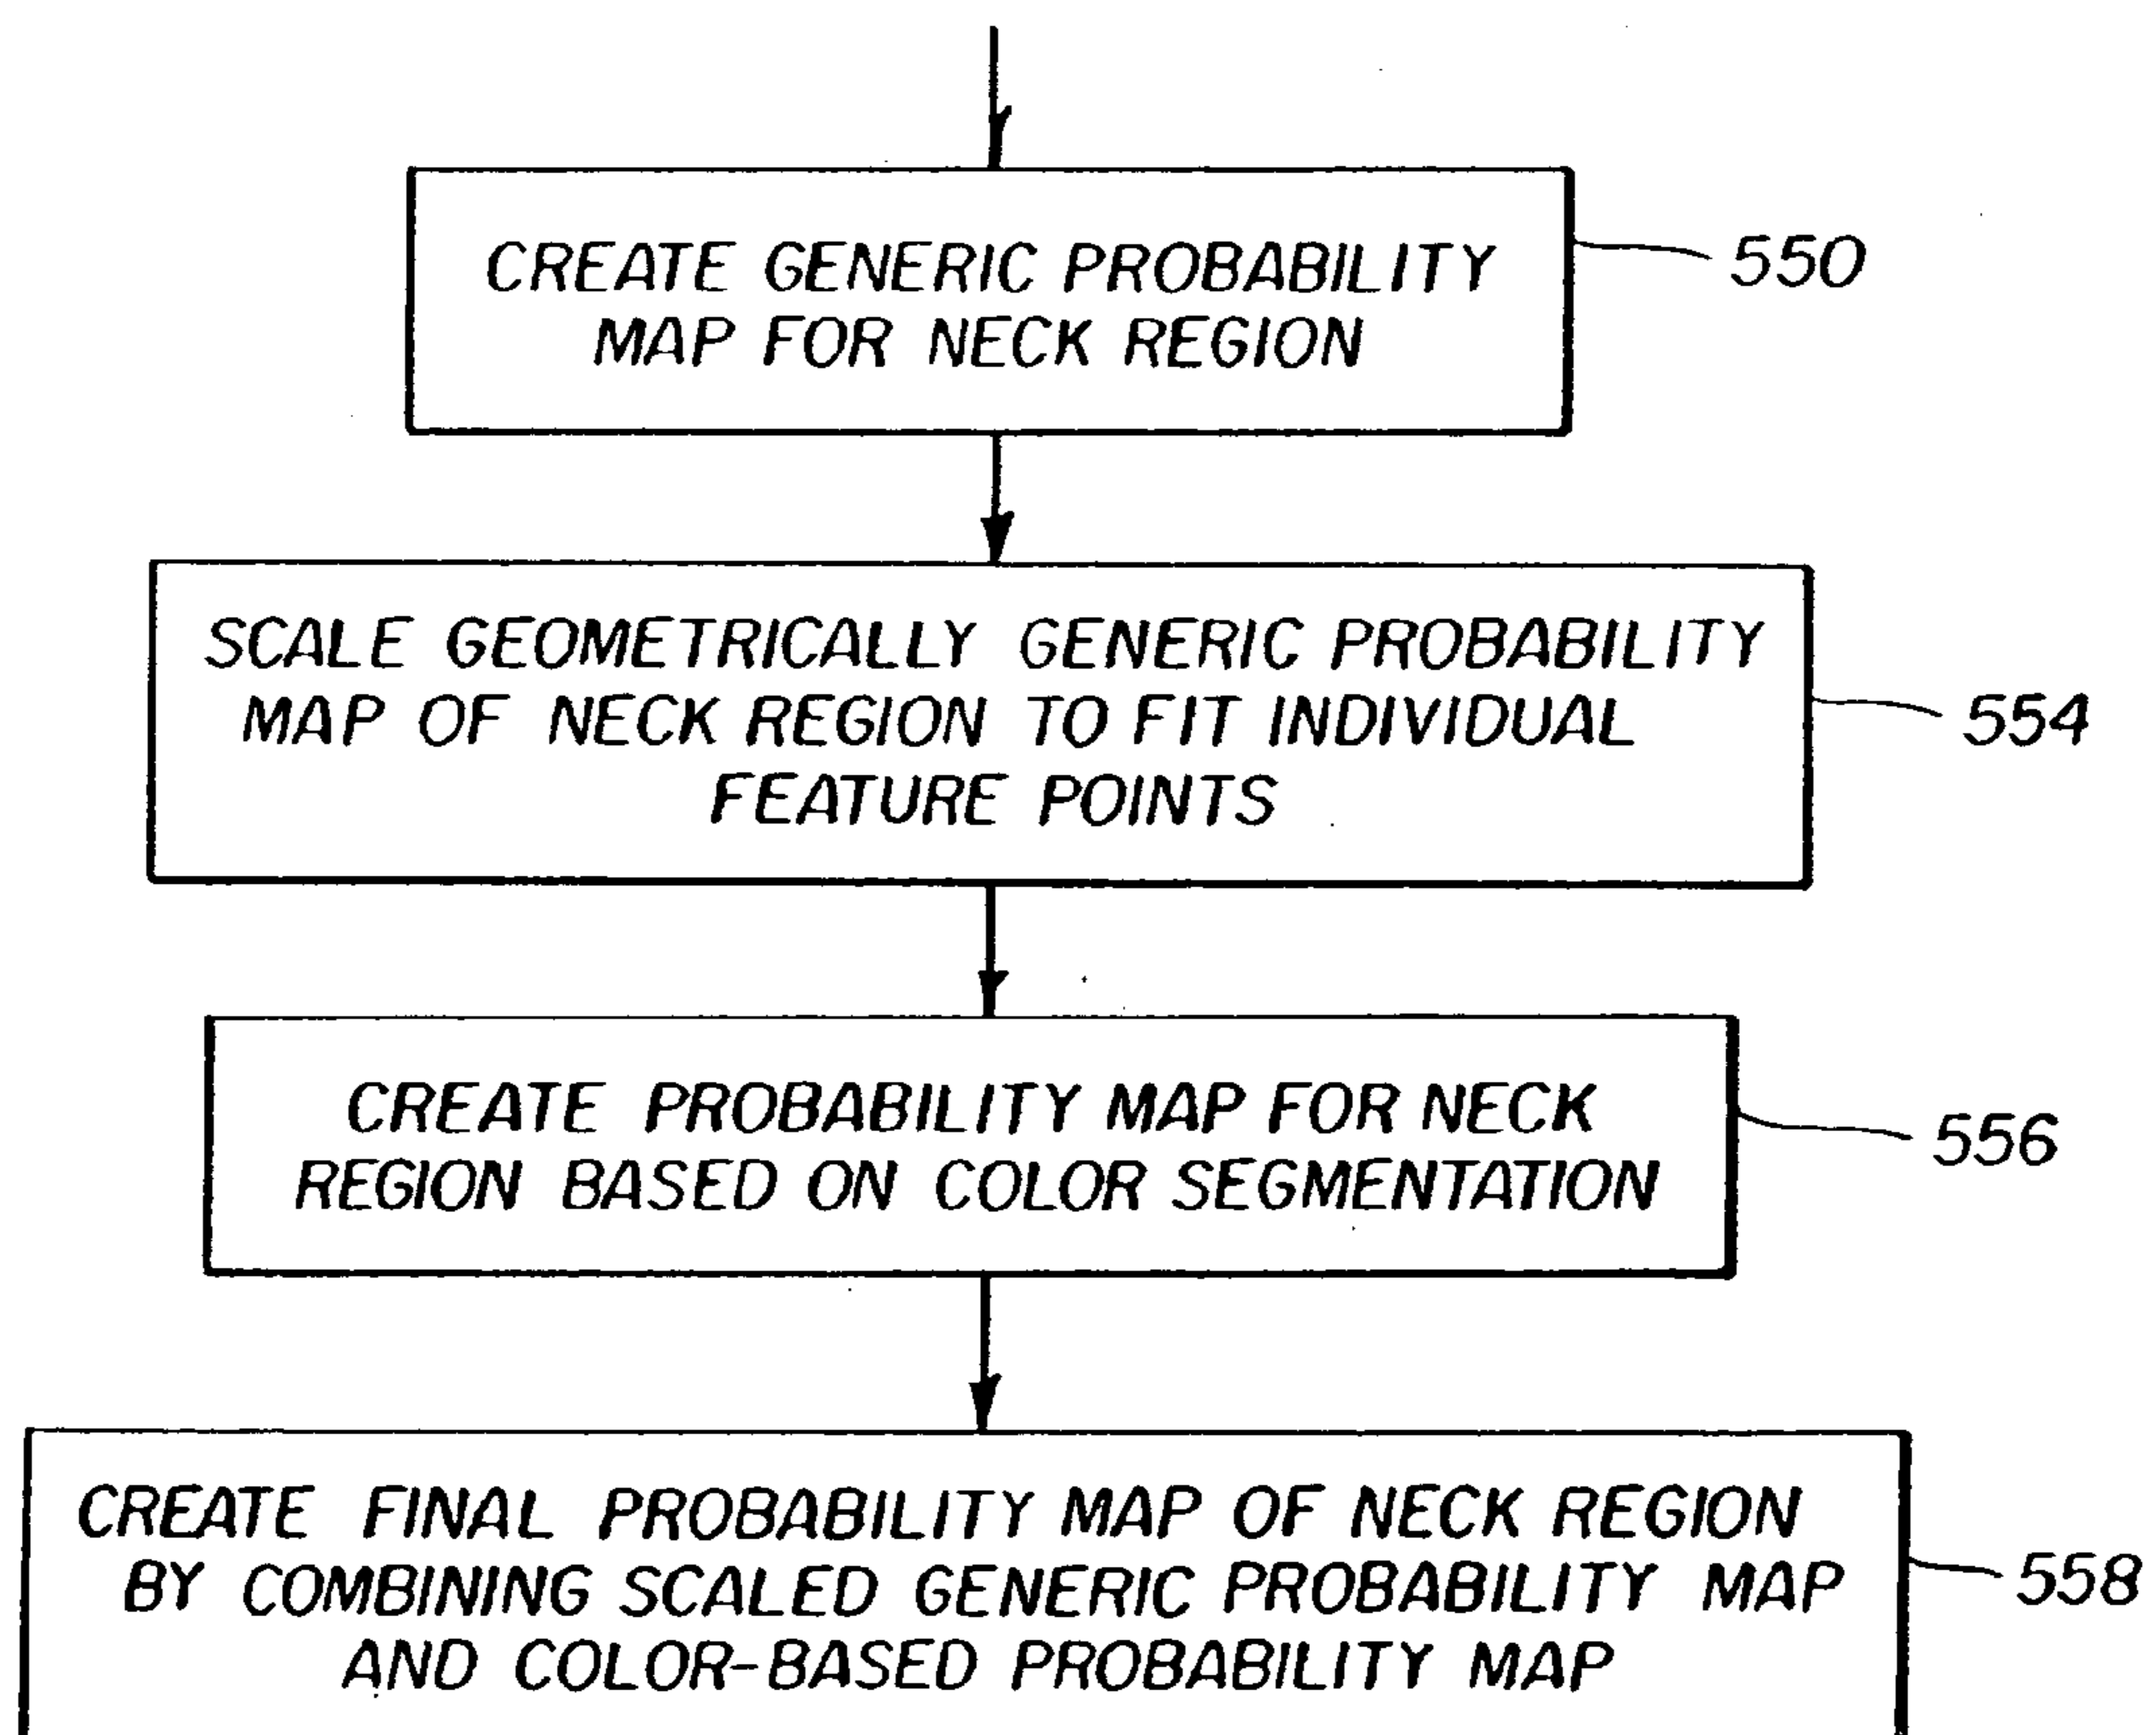 CREATE GENERIC PROBABILITY
MAP FOR NECK REGION
550
SCALE GEOMETRICALLY GENERIC PROBABILITY
MAP OF NECK REGION TO FIT INDIVIDUAL
FEATURE POINTS
554
CREATE PROBABILITY MAP FOR NECK
REGION BASED ON COLOR SEGMENTATION
556
CREATE FINAL PROBABILITY MAP OF NECK REGION
BY COMBINING SCALED GENERIC PROBABILITY MAP
AND COLOR-BASED PROBABILITY MAP
558